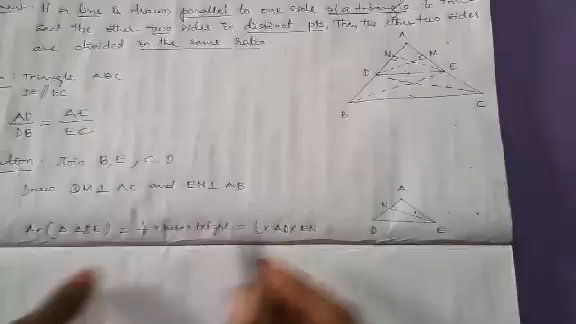 If a line is drawn parallel to one side of a triangle to
sect the other two sides in distinct pts, the other two sides
are divided in the same ratio
: Triangle ABC
DE // BC
AD/DB = AE/EC
: Join B, E, C, D
Draw DM ⊥ AC and EN ⊥ AB
Ar (Δ ADE) = 1/2 × base × height = 1/2 × AD × EN
A
N M
D E
B C
A
N
D E